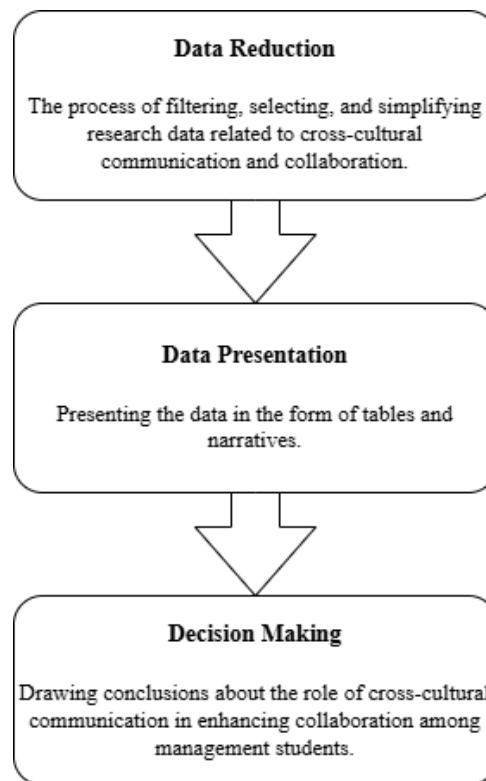 Data Reduction
The process of filtering, selecting, and simplifying
research data related to cross-cultural
communication and collaboration.
Data Presentation
Presenting the data in the form of tables and
narratives.
Decision Making
Drawing conclusions about the role of cross-cultural
communication in enhancing collaboration among
management students.